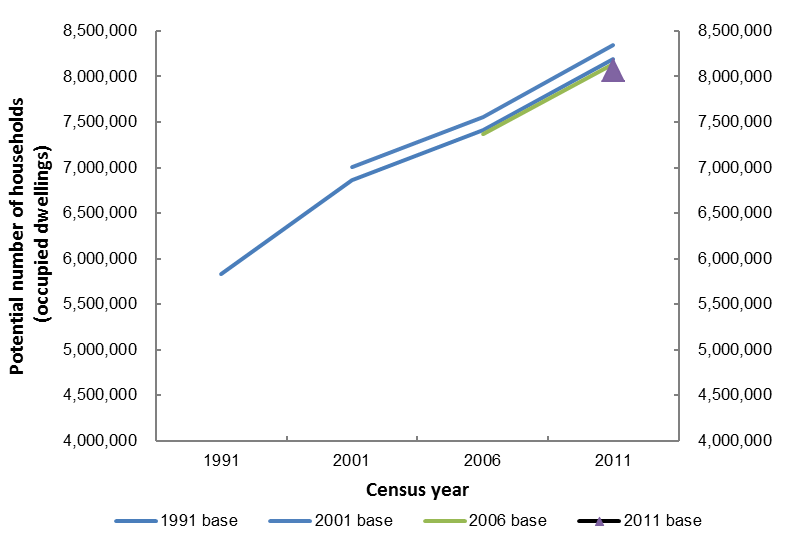 8,500,000 8,500,000
8,000,000 8,000,000
7,500,000 7,500,000
7,000,000 7,000,000
6,500,000 6,500,000
6,000,000 6,000,000
5,500,000 5,500,000
5,000,000 5,000,000
4,500,000 4,500,000
4,000,000 4,000,000
Potential number of households
(occupied dwellings)
1991 2001 2006 2011
Census year
1991 base 2001 base 2006 base 2011 base